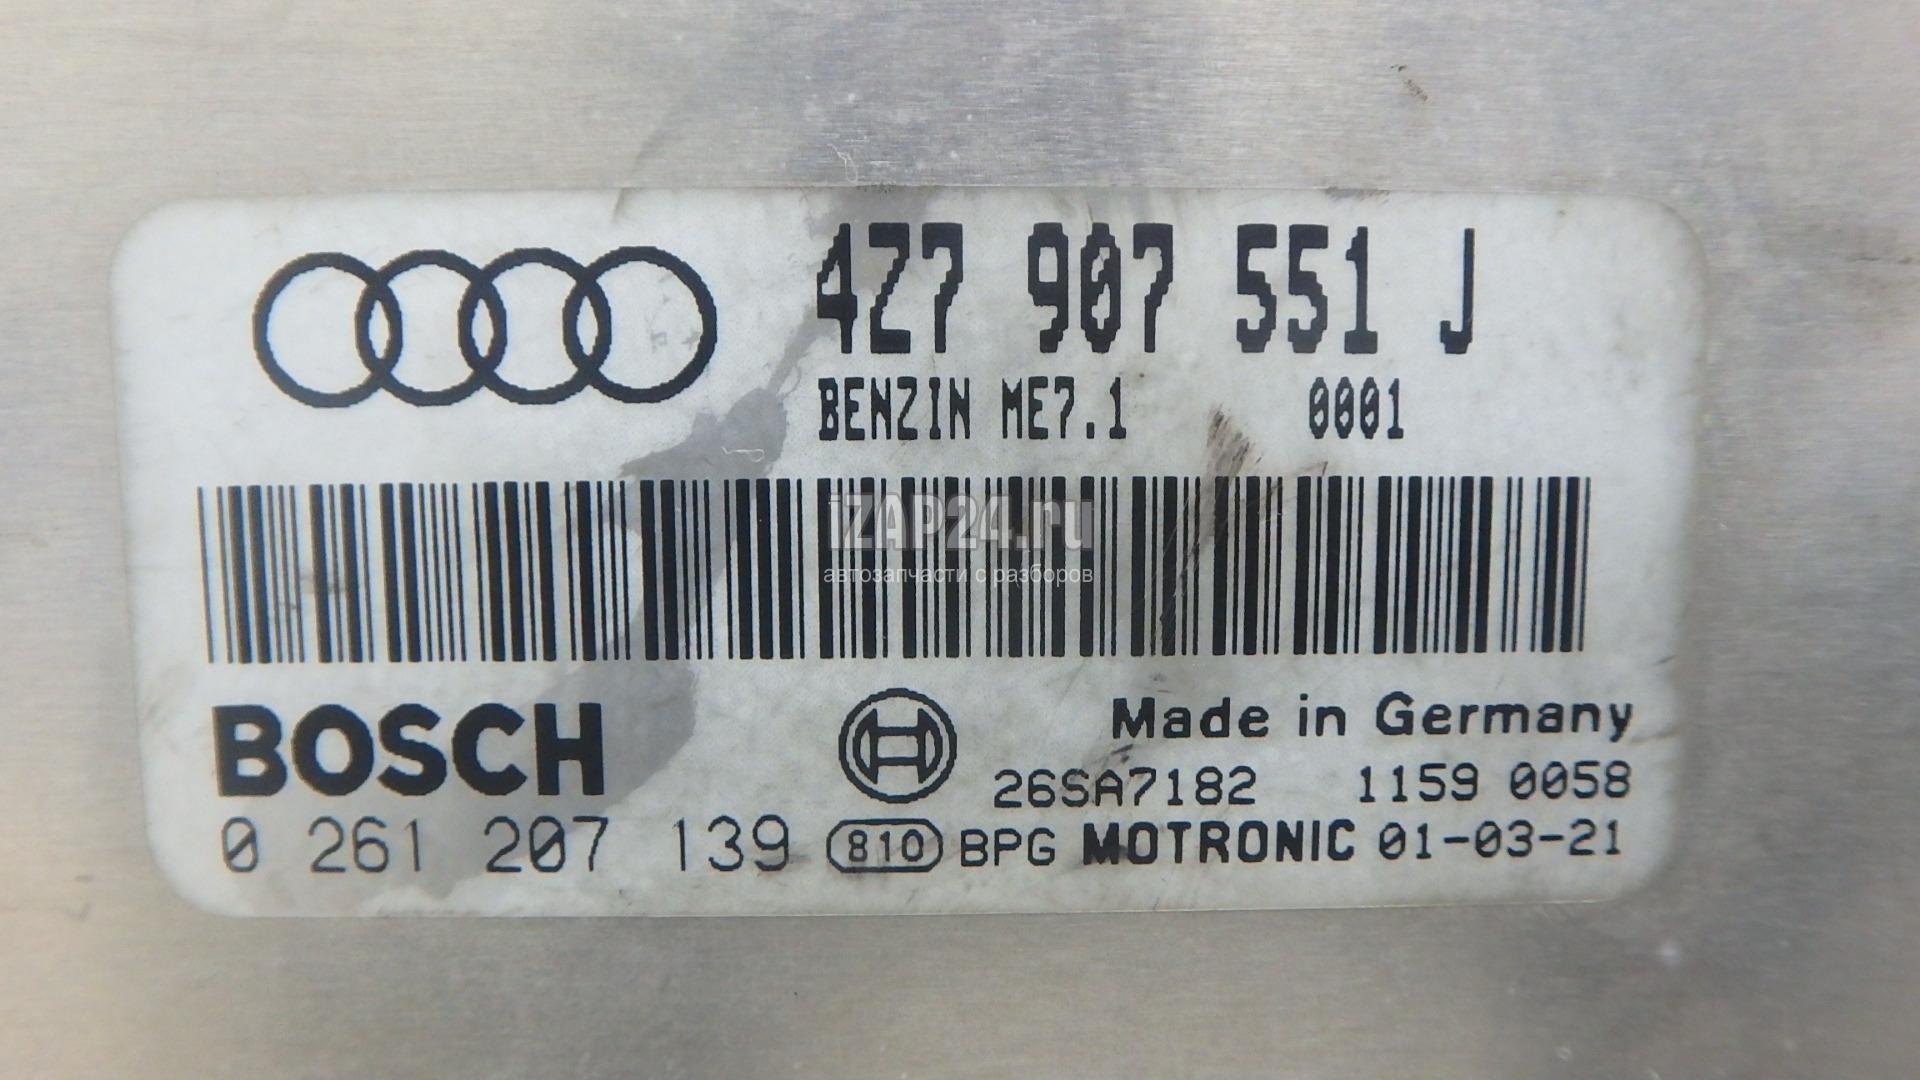 4Z7 907 551 J
BENZIN ME7.1 0001
iZAP24.ru
автозапчасти с разборов
BOSCH
Made in Germany
26SA7182 1159 0058
0 261 207 139 810 BPG MOTRONIC 01-03-21